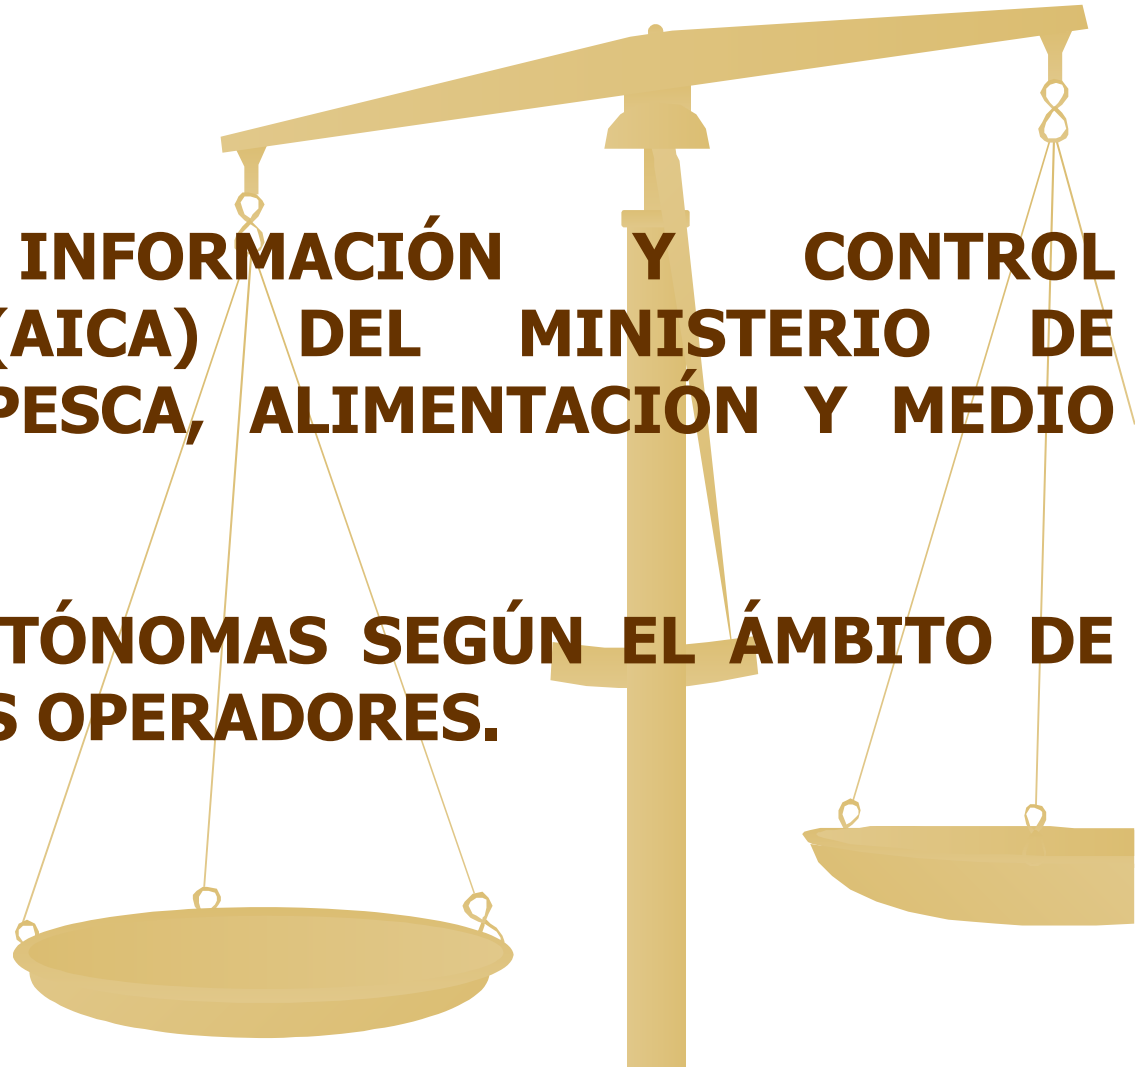 INFORMACIÓN Y CONTROL
(AICA) DEL MINISTERIO DE
PESCA, ALIMENTACIÓN Y MEDIO
TÓNOMAS SEGÚN EL ÁMBITO DE
S OPERADORES.